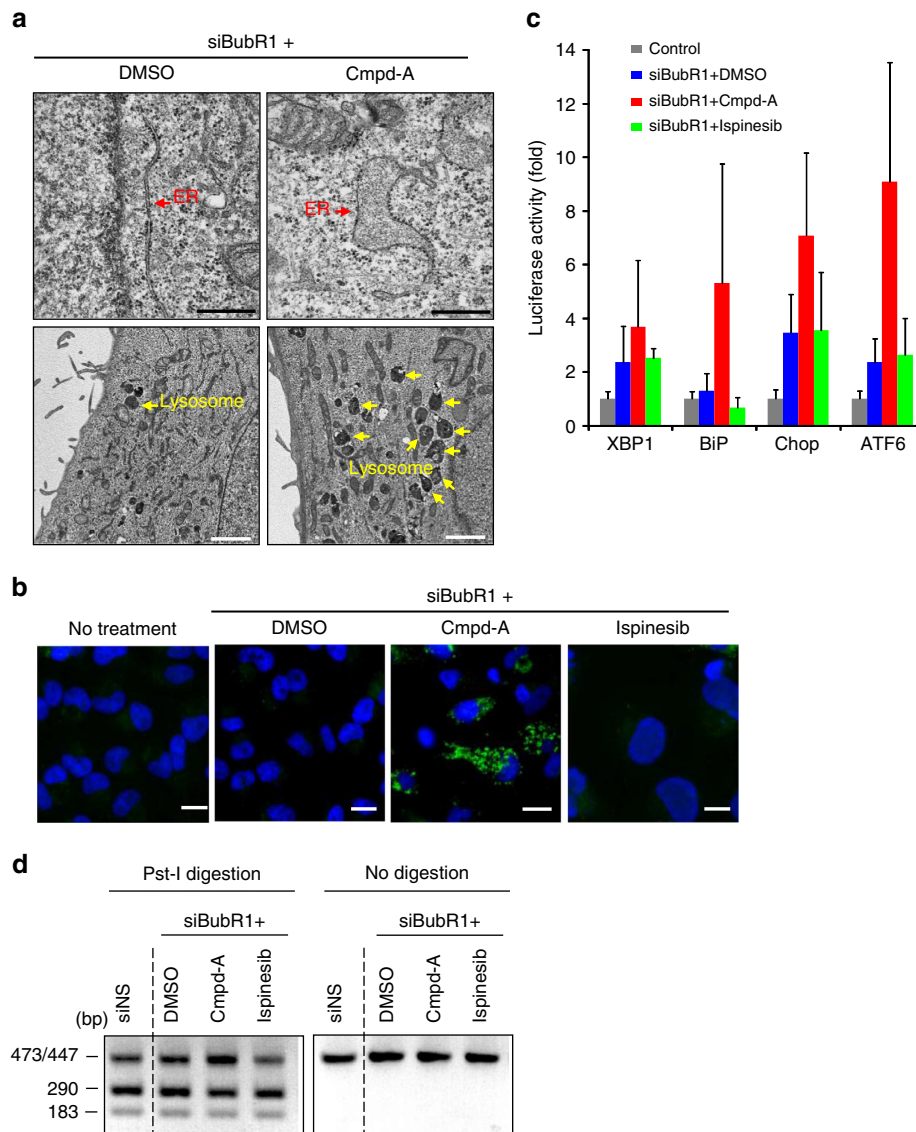 a
siBubR1 +
DMSO
Cmpd-A
ER
ER
Lysosome
Lysosome
b
siBubR1 +
No treatment
DMSO
Cmpd-A
Ispinesib
c
Luciferase activity (fold)
14
12
10
8
6
4
2
0
Control
siBubR1+DMSO
siBubR1+Cmpd-A
siBubR1+Ispinesib
XBP1
BiP
Chop
ATF6
d
Pst-I digestion
No digestion
siBubR1+
siBubR1+
siNS
DMSO
Cmpd-A
Ispinesib
siNS
DMSO
Cmpd-A
Ispinesib
(bp)
473/447
290
183